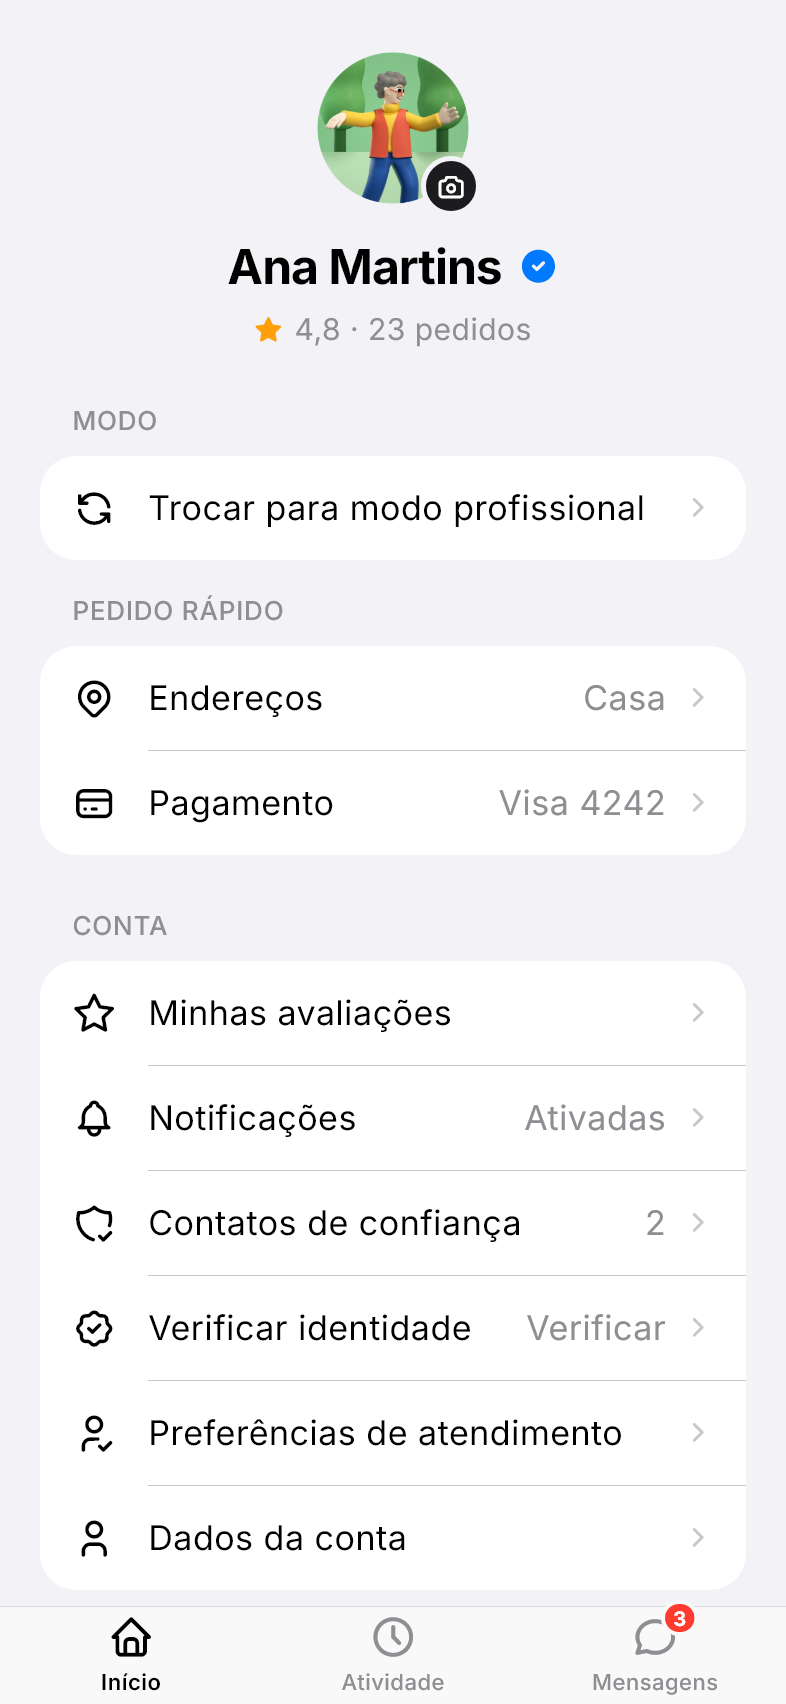 Ana Martins
4,8 · 23 pedidos
MODO
Trocar para modo profissional
PEDIDO RÁPIDO
Endereços Casa
Pagamento Visa 4242
CONTA
Minhas avaliações
Notificações Ativadas
Contatos de confiança 2
Verificar identidade Verificar
Preferências de atendimento
Dados da conta
3
Início Atividade Mensagens